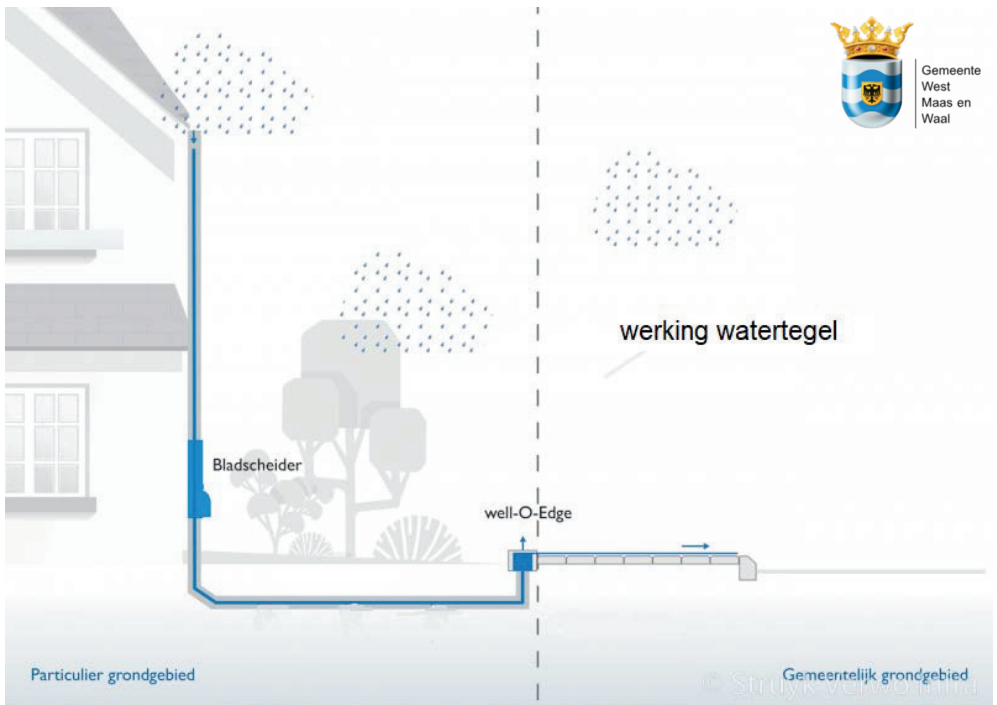 Gemeente
West
Maas en
Waal
werking watertegel
Bladscheider
well-O-Edge
Particulier grondgebied
Gemeentelijk grondgebied
© Struyk Verwo Infra